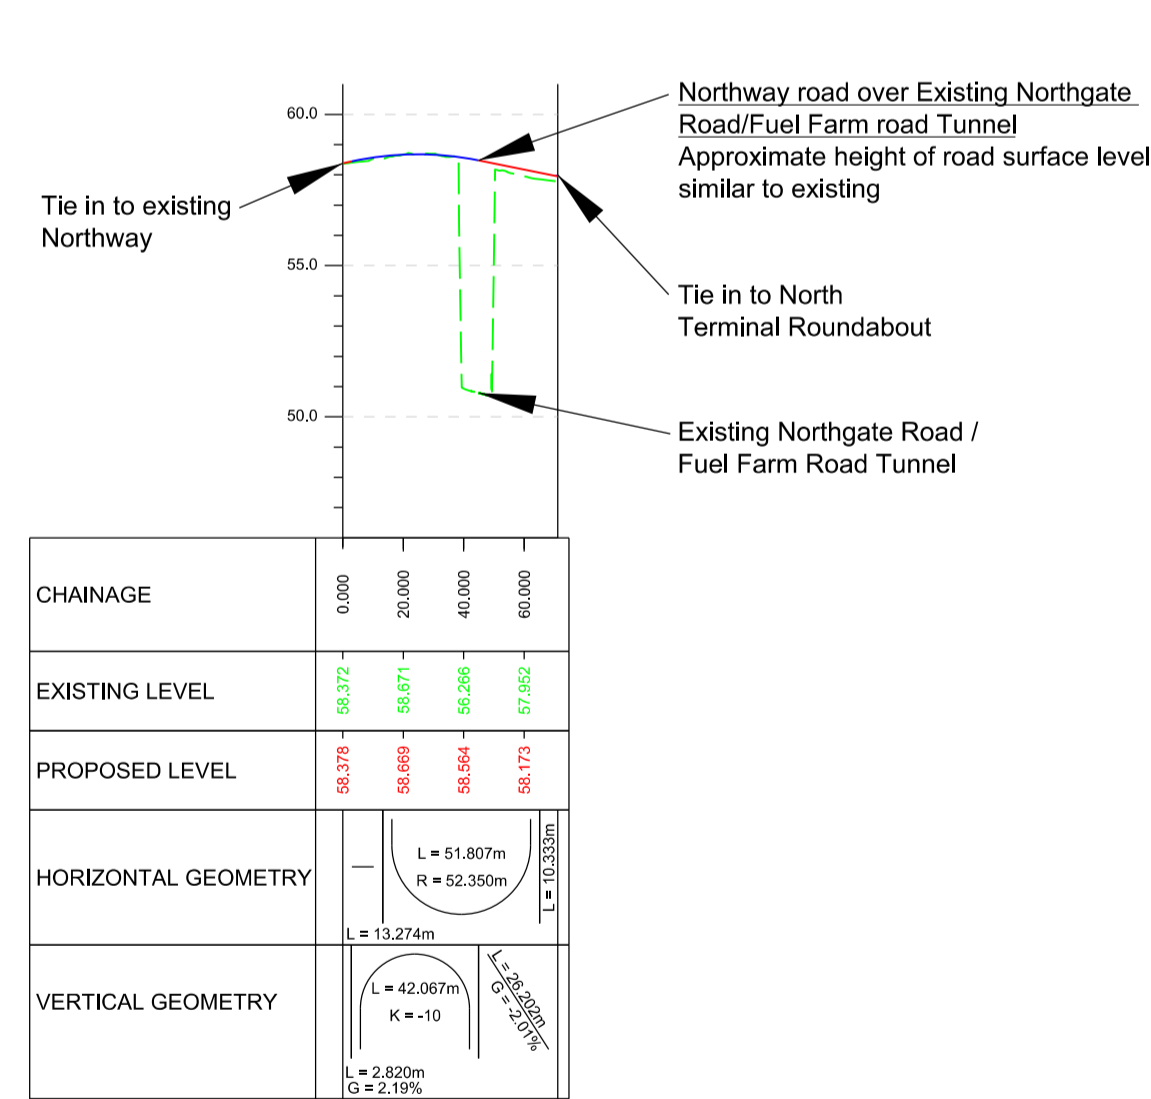 60.0
55.0
50.0
Tie in to existing
Northway
Northway road over Existing Northgate
Road/Fuel Farm road Tunnel
Approximate height of road surface level
similar to existing
Tie in to North
Terminal Roundabout
Existing Northgate Road /
Fuel Farm Road Tunnel
CHAINAGE
0.000
20.000
40.000
60.000
EXISTING LEVEL
58.372
58.671
56.266
57.952
PROPOSED LEVEL
58.378
58.669
58.564
58.173
HORIZONTAL GEOMETRY
L = 13.274m
L = 51.807m
R = 52.350m
L = 10.333m
VERTICAL GEOMETRY
L = 2.820m
G = 2.19%
L = 42.067m
K = -10
L = 26.202m
G = -2.01%